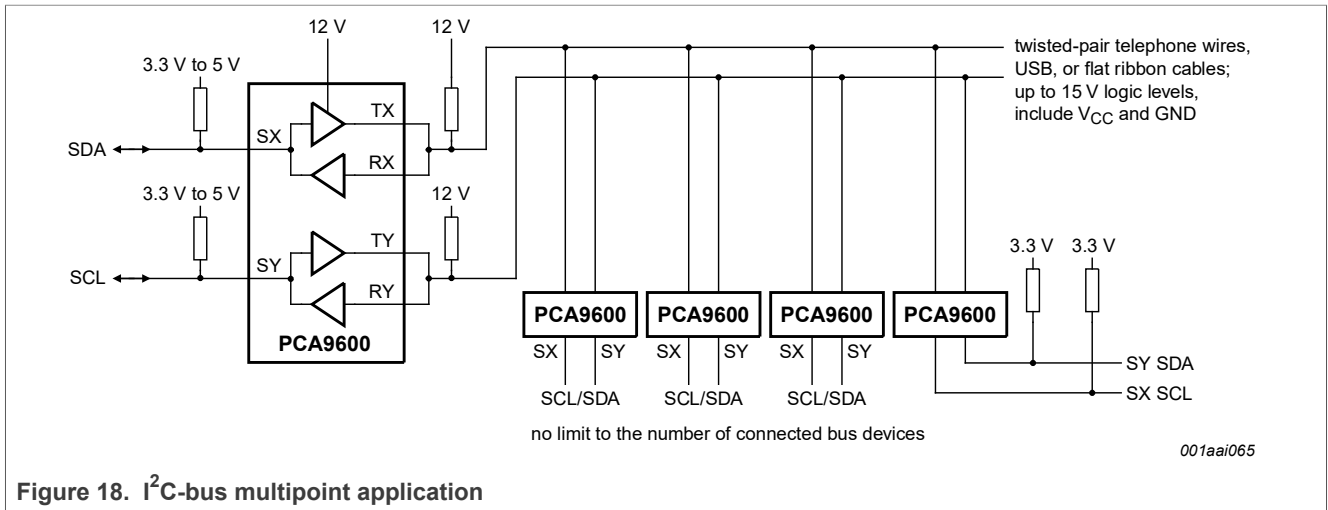 12 V
12 V
3.3 V to 5 V
TX
SX
SDA
RX
3.3 V to 5 V
12 V
TY
SY
SCL
RY
PCA9600
twisted-pair telephone wires,
USB, or flat ribbon cables;
up to 15 V logic levels,
include VCC and GND
3.3 V 3.3 V
PCA9600 PCA9600 PCA9600 PCA9600
SX SY SX SY SX SY
SY SDA
SX SCL
SCL/SDA SCL/SDA SCL/SDA
no limit to the number of connected bus devices
001aai065
Figure 18. I²C-bus multipoint application